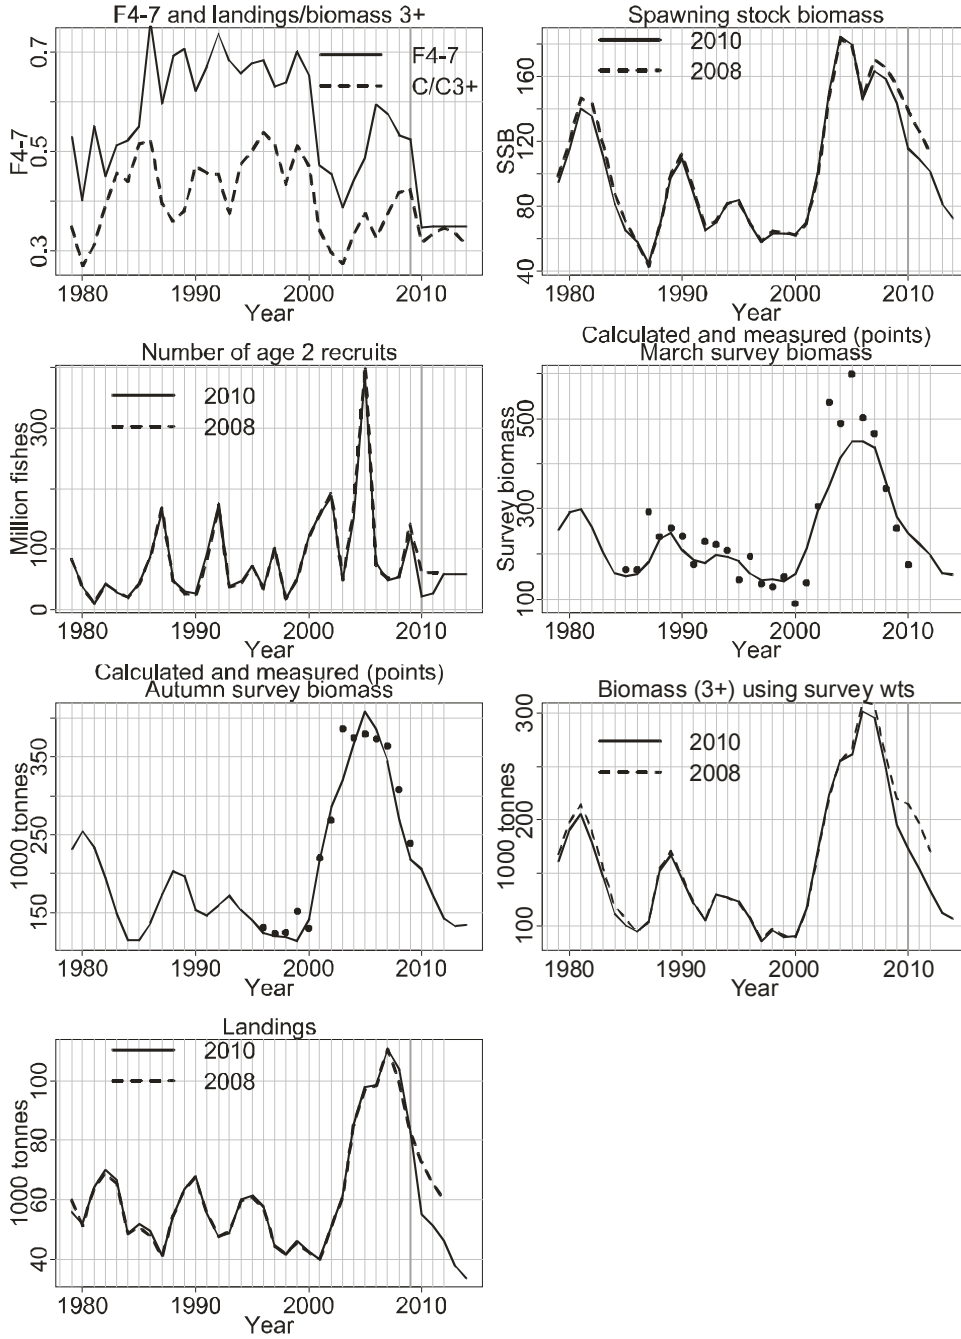 F4-7 and landings/biomass 3+
F4-7
C/C3+
F4-7
0.3
0.5
0.7
1980
1990
2000
2010
Year
Spawning stock biomass
2010
2008
SSB
40
80
120
160
1980
1990
2000
2010
Year
Number of age 2 recruits
2010
2008
Million fishes
0
100
300
1980
1990
2000
2010
Year
Calculated and measured (points)
March survey biomass
Survey biomass
100
300
500
1980
1990
2000
2010
Year
Calculated and measured (points)
Autumn survey biomass
1000 tonnes
150
250
350
1980
1990
2000
2010
Year
Biomass (3+) using survey wts
2010
2008
1000 tonnes
100
200
300
1980
1990
2000
2010
Year
Landings
2010
2008
1000 tonnes
40
60
80
100
1980
1990
2000
2010
Year